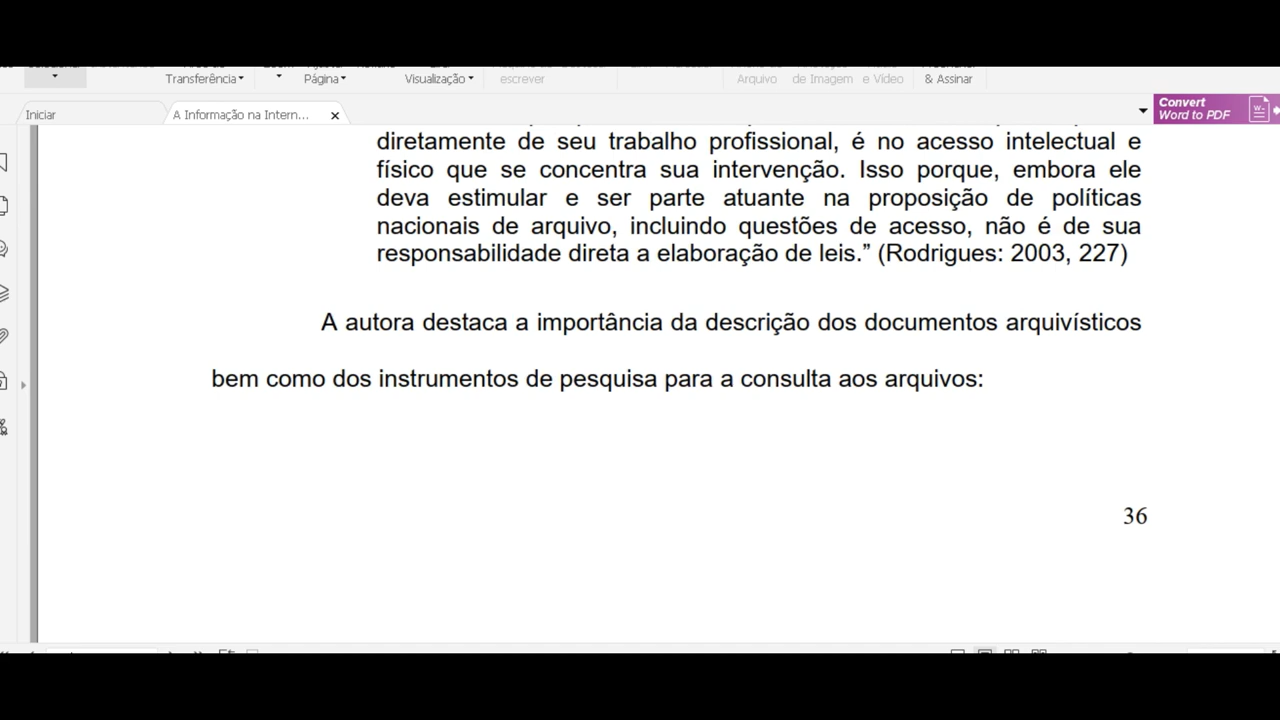 Transferência
Página
Visualização
escrever
Arquivo de Imagem e Vídeo
& Assinar
Iniciar
A Informação na Intern...
Convert
Word to PDF
diretamente de seu trabalho profissional, é no acesso intelectual e
físico que se concentra sua intervenção. Isso porque, embora ele
deva estimular e ser parte atuante na proposição de políticas
nacionais de arquivo, incluindo questões de acesso, não é de sua
responsabilidade direta a elaboração de leis.” (Rodrigues: 2003, 227)
A autora destaca a importância da descrição dos documentos arquivísticos
bem como dos instrumentos de pesquisa para a consulta aos arquivos:
36